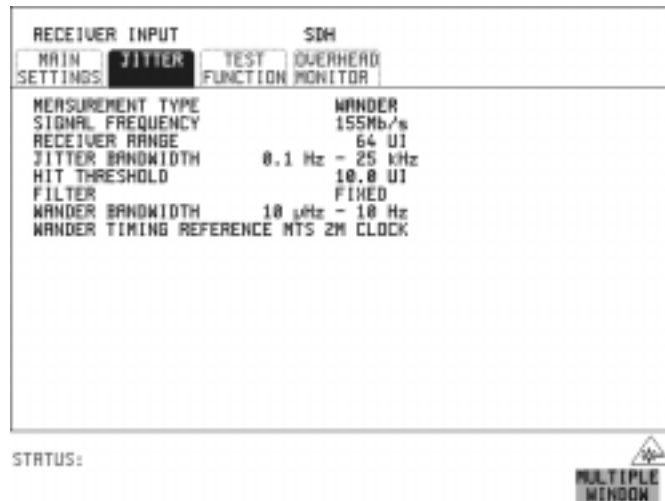 RECEIVER INPUT SDH
MAIN SETTINGS JITTER TEST FUNCTION OVERHEAD MONITOR
MEASUREMENT TYPE WANDER
SIGNAL FREQUENCY 155Mb/s
RECEIVER RANGE 64 UI
JITTER BANDWIDTH 0.1 Hz - 25 kHz
HIT THRESHOLD 10.0 UI
FILTER FIXED
WANDER BANDWIDTH 10 µHz - 10 Hz
WANDER TIMING REFERENCE MTS 2M CLOCK
STATUS:
MULTIPLE
WINDOW